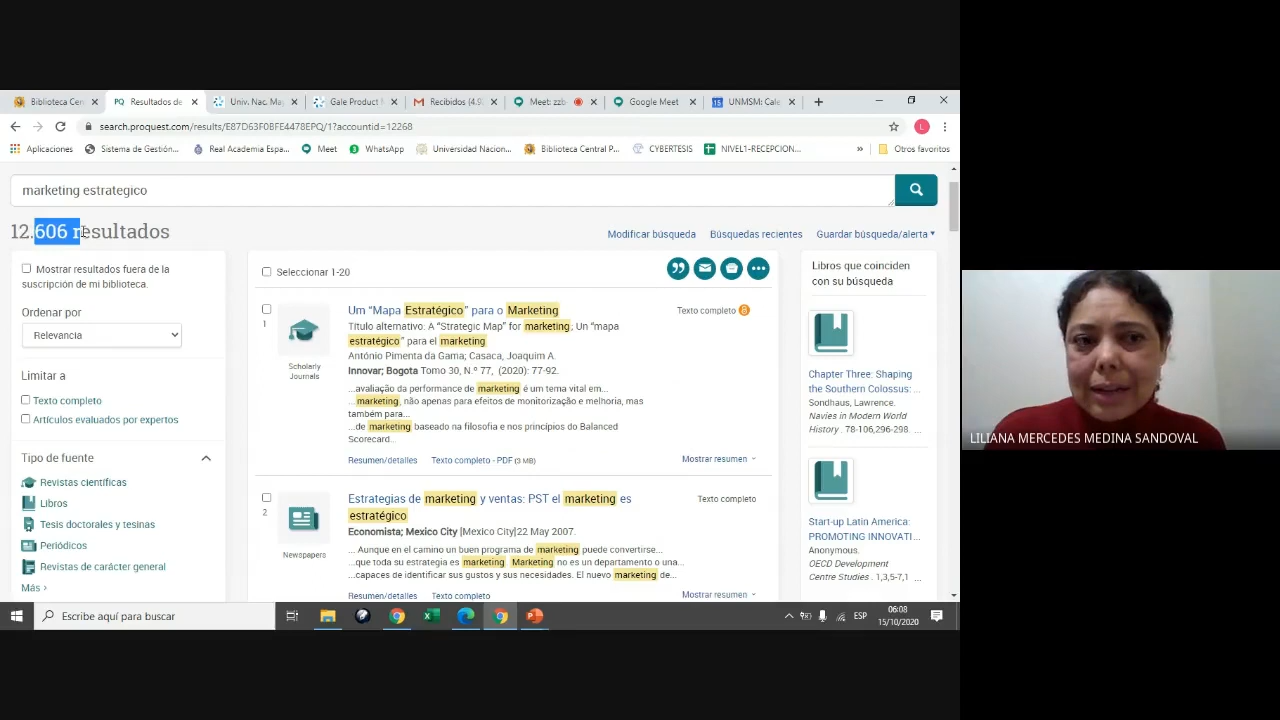 Biblioteca Cen
Resultados de
Univ. Nac. Ma
Gale Product
Recibidos (4.9
Meet: zzb
Google Meet
UNMSM: Cale
search.proquest.com/results/E87D63F0BFE4478EPQ/1?accountid=12268
Aplicaciones
Sistema de Gestión...
Real Academia Espa...
Meet
WhatsApp
Universidad Nacion...
Biblioteca Central P...
CYBERTESIS
NIVEL1-RECEPCION...
»
Otros favoritos
marketing estrategico
12.606 resultados
Modificar búsqueda
Búsquedas recientes
Guardar búsqueda/alerta
Mostrar resultados fuera de la
suscripción de mi biblioteca.
Ordenar por
Relevancia
Limitar a
Texto completo
Artículos evaluados por expertos
Tipo de fuente
Revistas científicas
Libros
Tesis doctorales y tesinas
Periódicos
Revistas de carácter general
Más >
Seleccionar 1-20
1
Scholarly
Journals
Um “Mapa Estratégico” para o Marketing
Texto completo
Título alternativo: A “Strategic Map” for marketing; Un “mapa
estratégico” para el marketing
António Pimenta da Gama; Casaca, Joaquim A.
Innovar; Bogota Tomo 30, N.º 77, (2020): 77-92.
...avaliação da performance de marketing é um tema vital em...
...marketing, não apenas para efeitos de monitorização e melhoria, mas
também para...
...de marketing baseado na filosofia e nos princípios do Balanced
Scorecard...
Resumen/detalles
Texto completo - PDF (3 MB)
Mostrar resumen
2
Newspapers
Estrategias de marketing y ventas: PST el marketing es
estratégico
Texto completo
Economista; Mexico City [Mexico City]22 May 2007.
... Aunque en el camino un buen programa de marketing puede convertirse...
...que toda su estrategia es marketing Marketing no es un departamento o una...
...capaces de identificar sus gustos y sus necesidades. El nuevo marketing de...
Resumen/detalles
Texto completo
Mostrar resumen
Libros que coinciden
con su búsqueda
Chapter Three: Shaping
the Southern Colossus: ...
Sondhaus, Lawrence.
Navies in Modern World
History . 78-106,296-298. ...
Start-up Latin America:
PROMOTING INNOVATI...
Anonymous.
OECD Development
Centre Studies . 1,3,5-7,1 ...
LILIANA MERCEDES MEDINA SANDOVAL
Escribe aquí para buscar
ESP
06:08
15/10/2020